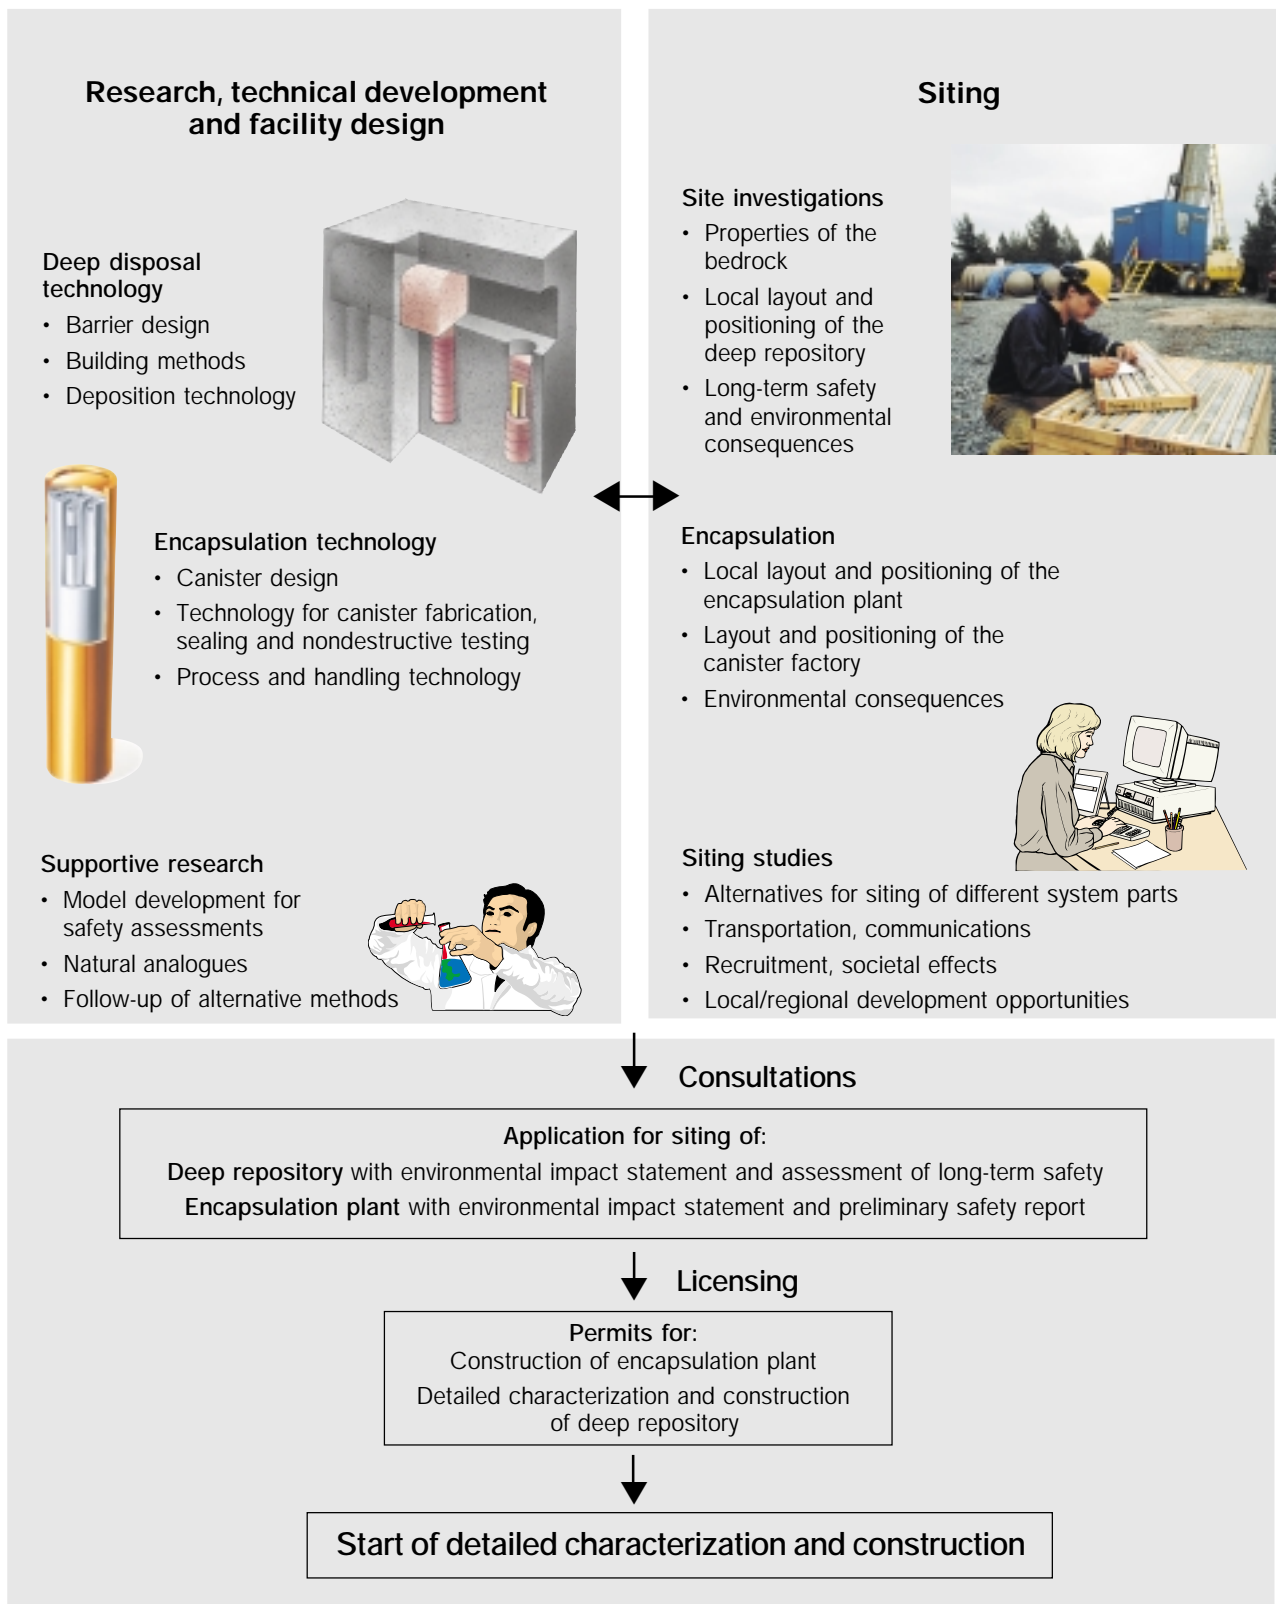 Research, technical development
and facility design
Deep disposal
technology
• Barrier design
• Building methods
• Deposition technology
Encapsulation technology
• Canister design
• Technology for canister fabrication,
sealing and nondestructive testing
• Process and handling technology
Supportive research
• Model development for
safety assessments
• Natural analogues
• Follow-up of alternative methods
Siting
Site investigations
• Properties of the
bedrock
• Local layout and
positioning of the
deep repository
• Long-term safety
and environmental
consequences
Encapsulation
• Local layout and positioning of the
encapsulation plant
• Layout and positioning of the
canister factory
• Environmental consequences
Siting studies
• Alternatives for siting of different system parts
• Transportation, communications
• Recruitment, societal effects
• Local/regional development opportunities
Consultations
Application for siting of:
Deep repository with environmental impact statement and assessment of long-term safety
Encapsulation plant with environmental impact statement and preliminary safety report
Licensing
Permits for:
Construction of encapsulation plant
Detailed characterization and construction
of deep repository
Start of detailed characterization and construction